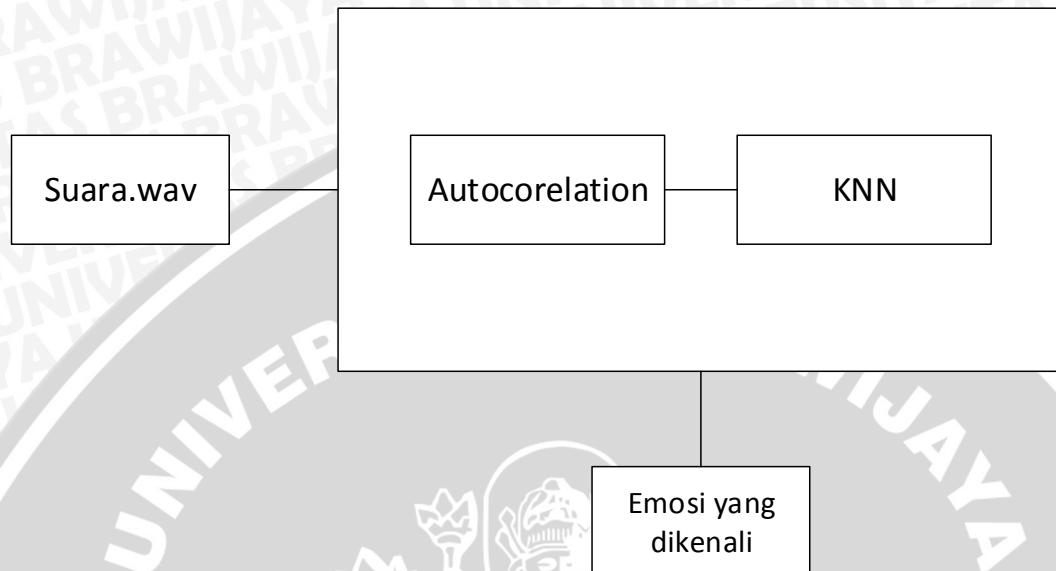 Suara.wav
Autocorelation
KNN
Emosi yang
dikenali